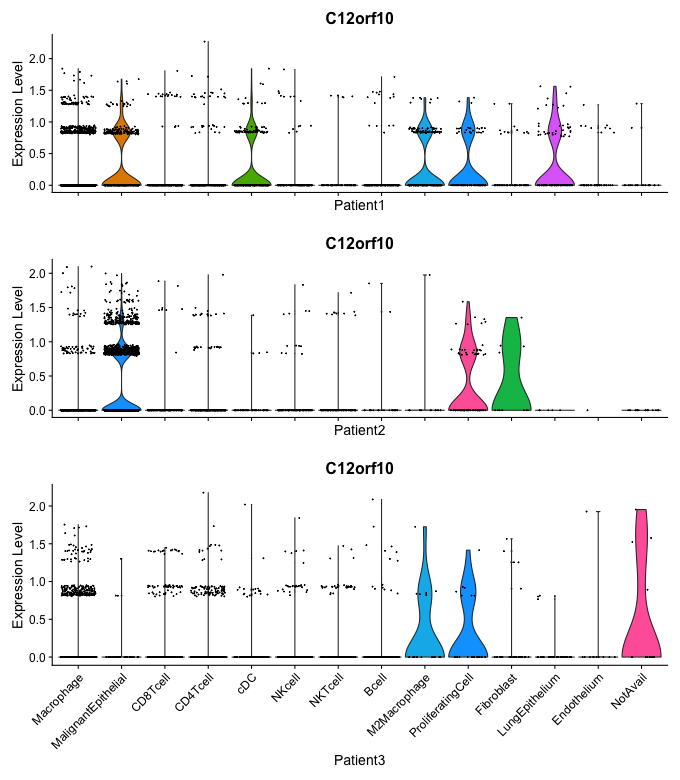 C12orf10
Expression Level
2.0
1.5
1.0
0.5
0.0
Patient1
C12orf10
Expression Level
2.0
1.5
1.0
0.5
0.0
Patient2
C12orf10
Expression Level
2.0
1.5
1.0
0.5
0.0
Macrophage
MalignantEpithelial
CD8Tcell
CD4Tcell
cDC
NKcell
NKTcell
Bcell
M2Macrophage
ProliferatingCell
Fibroblast
LungEpithelium
Endothelium
NotAvail
Patient3